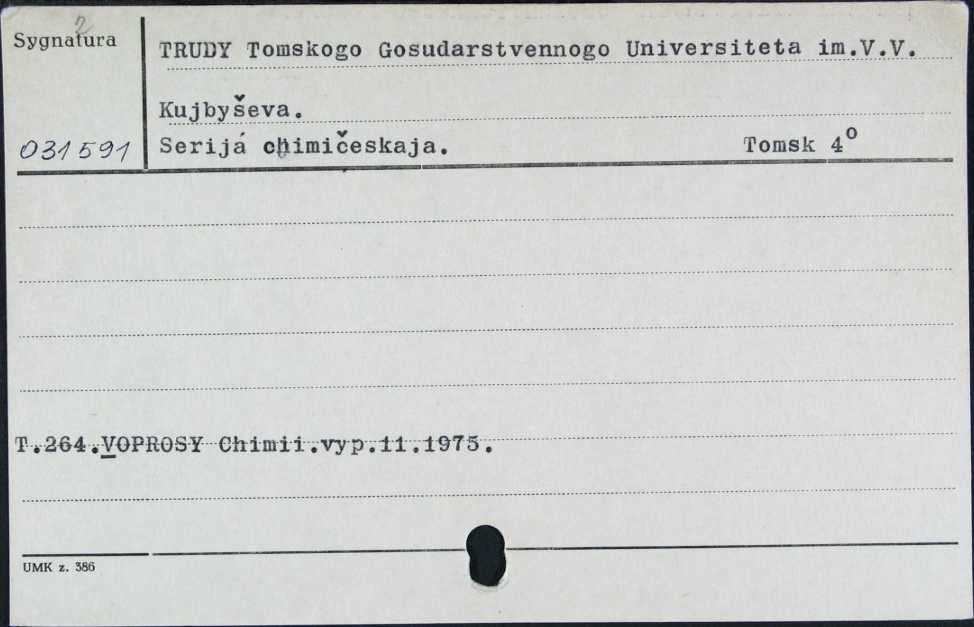 2
Sygnatura
TRUDY Tomskogo Gosudarstvennogo Universiteta im.V.V.
Kujbyševa.
031591
Serijá chimičeskaja. Tomsk 4°
T.264.VOPROSY Chimii.vyp.11.1975.
UMK z. 386